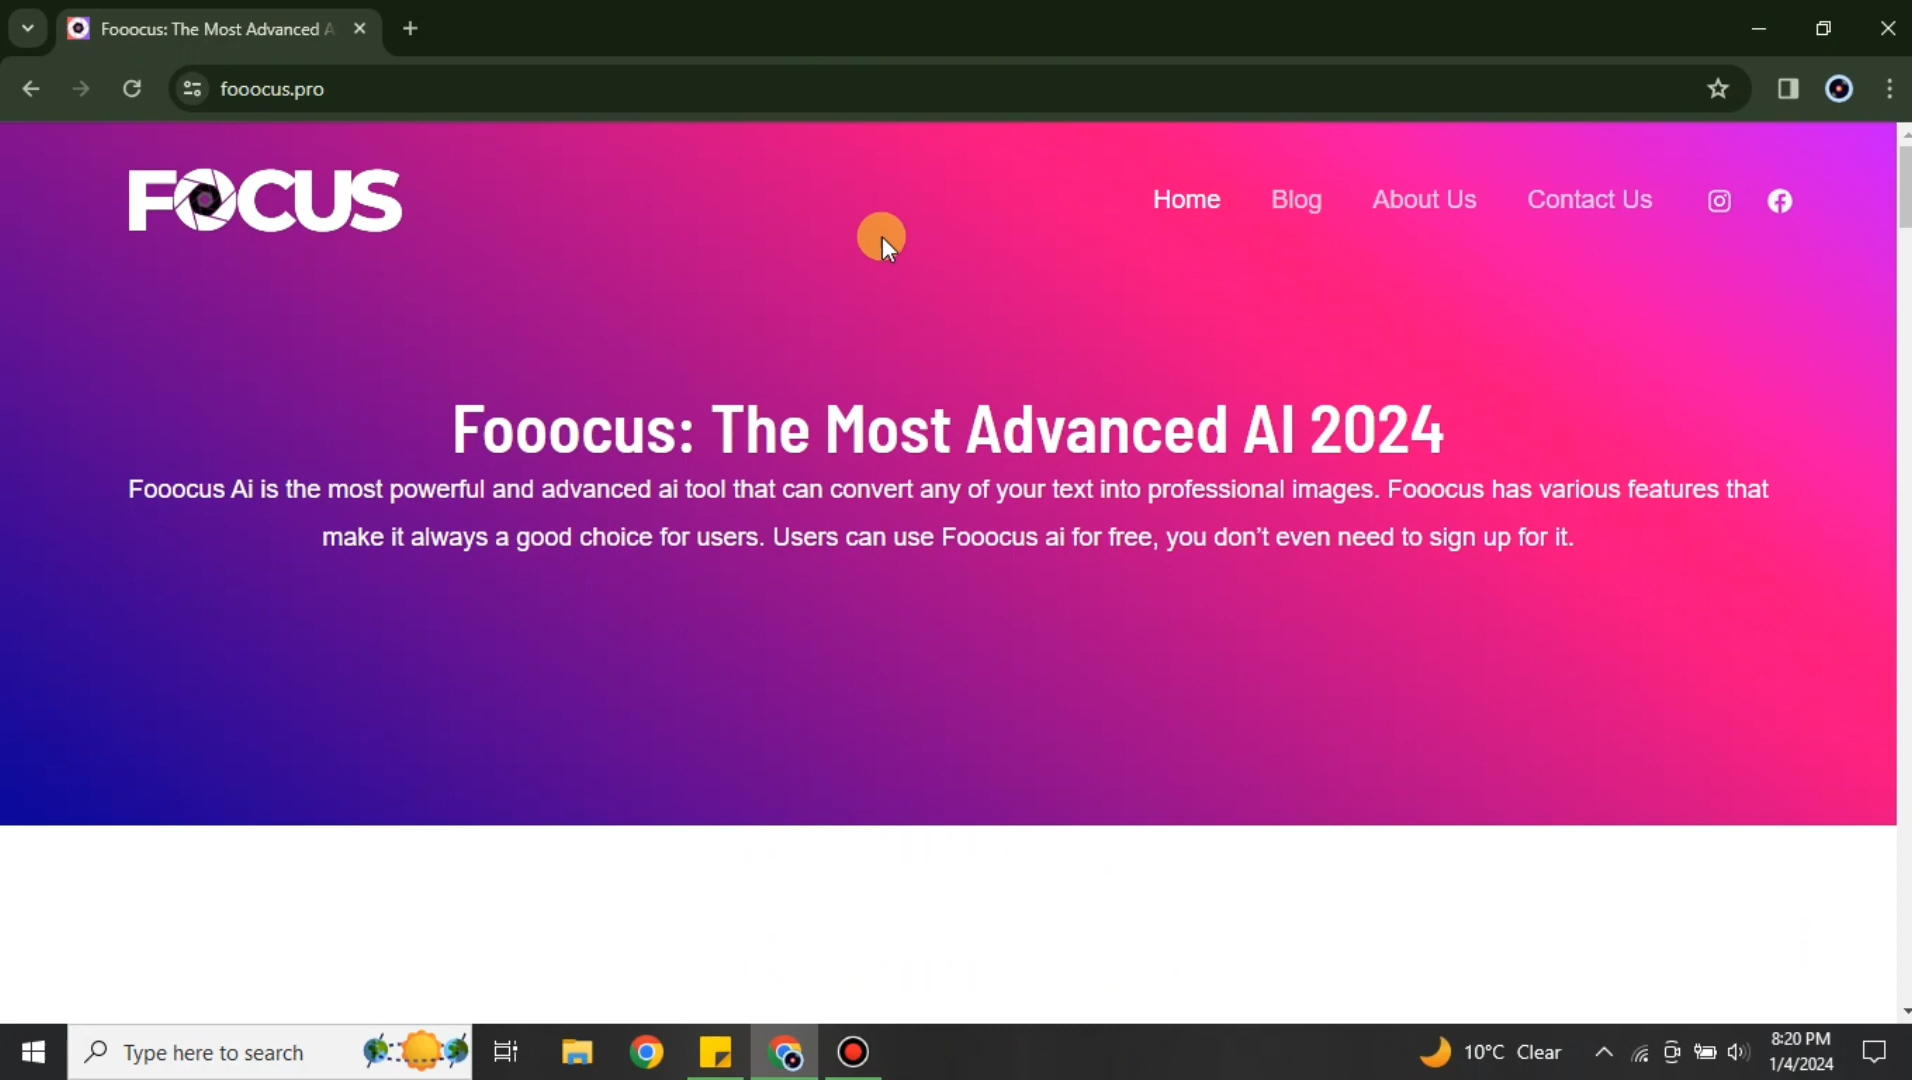 Fooocus: The Most Advanced A
fooocus.pro
FOCUS
Home Blog About Us Contact Us
Fooocus: The Most Advanced AI 2024
Fooocus Ai is the most powerful and advanced ai tool that can convert any of your text into professional images. Fooocus has various features that
make it always a good choice for users. Users can use Fooocus ai for free, you don’t even need to sign up for it.
Type here to search
10°C Clear
8:20 PM
1/4/2024